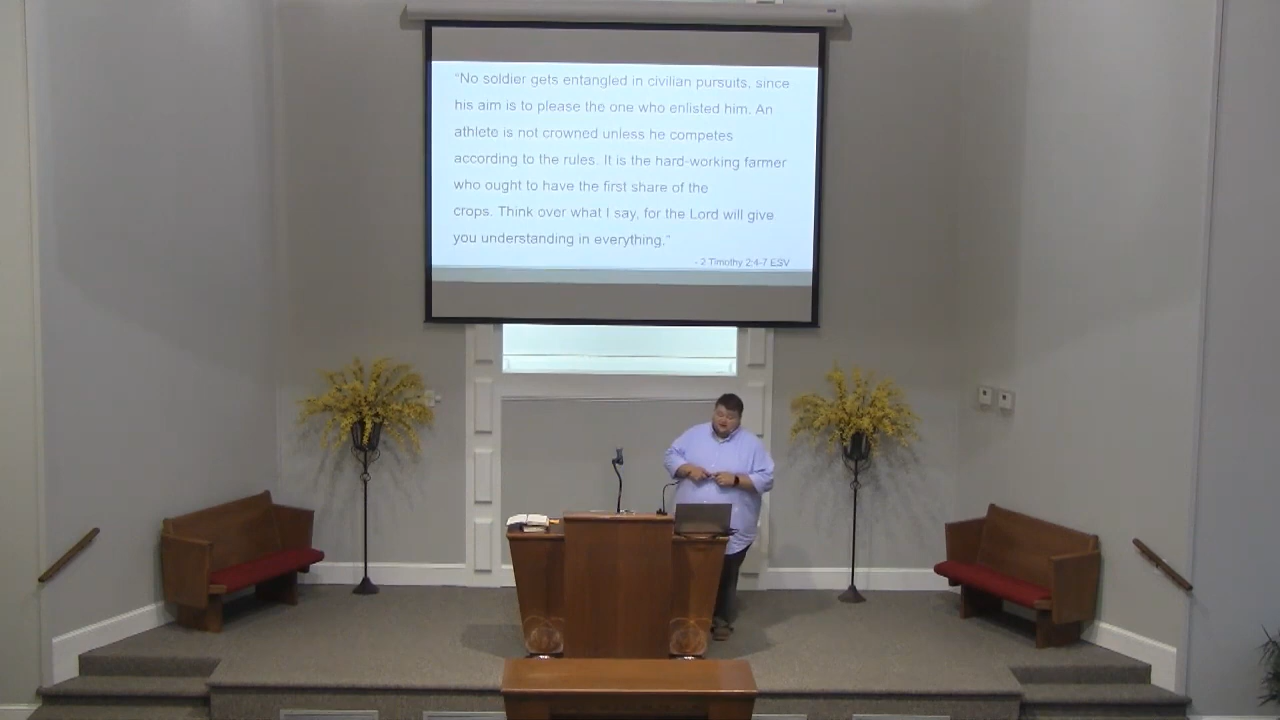 “No soldier gets entangled in civilian pursuits, since
his aim is to please the one who enlisted him. An
athlete is not crowned unless he competes
according to the rules. It is the hard-working farmer
who ought to have the first share of the
crops. Think over what I say, for the Lord will give
you understanding in everything.”
- 2 Timothy 2:4-7 ESV